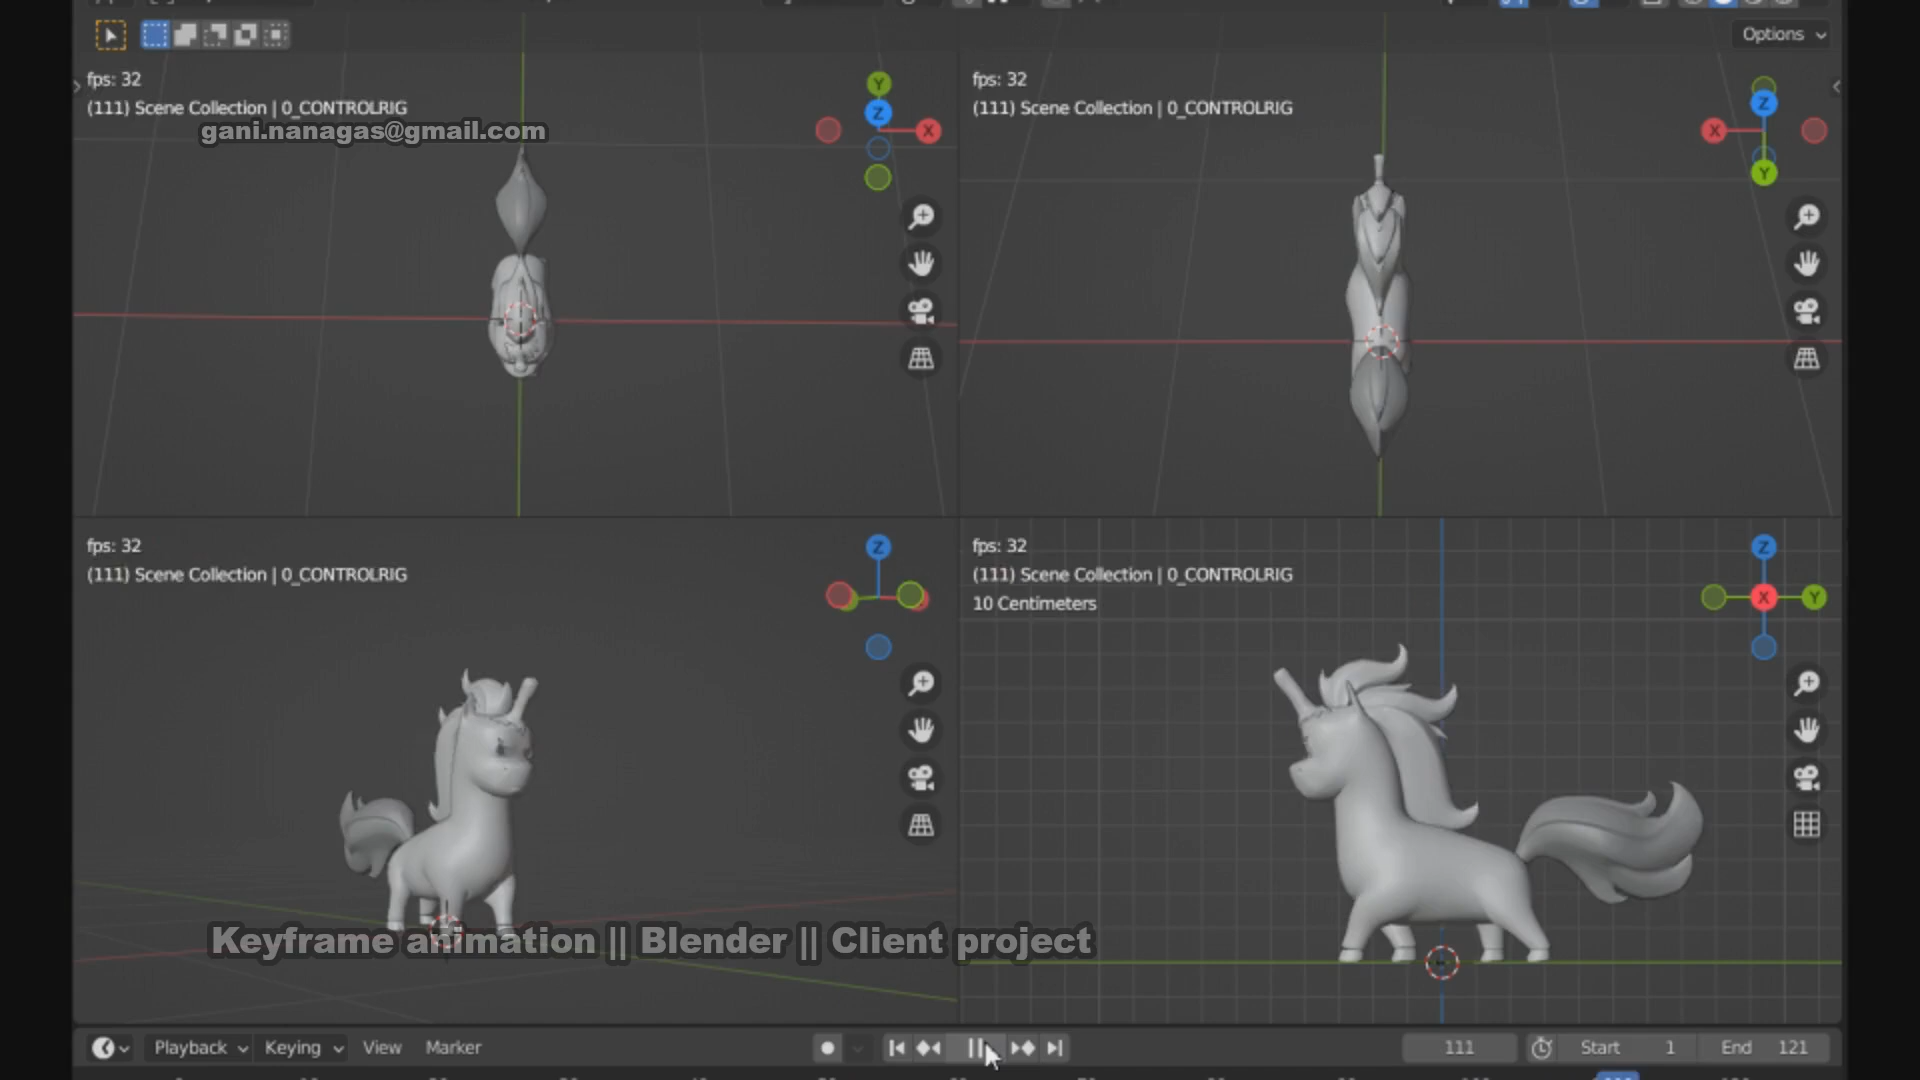 Options
fps: 32
(111) Scene Collection | 0_CONTROLRIG
gani.nanagas@gmail.com
Y
Z
X
fps: 32
(111) Scene Collection | 0_CONTROLRIG
Z
X
Y
fps: 32
(111) Scene Collection | 0_CONTROLRIG
Z
fps: 32
(111) Scene Collection | 0_CONTROLRIG
10 Centimeters
Z
X Y
Keyframe animation || Blender || Client project
Playback Keying View Marker 111 Start 1 End 121